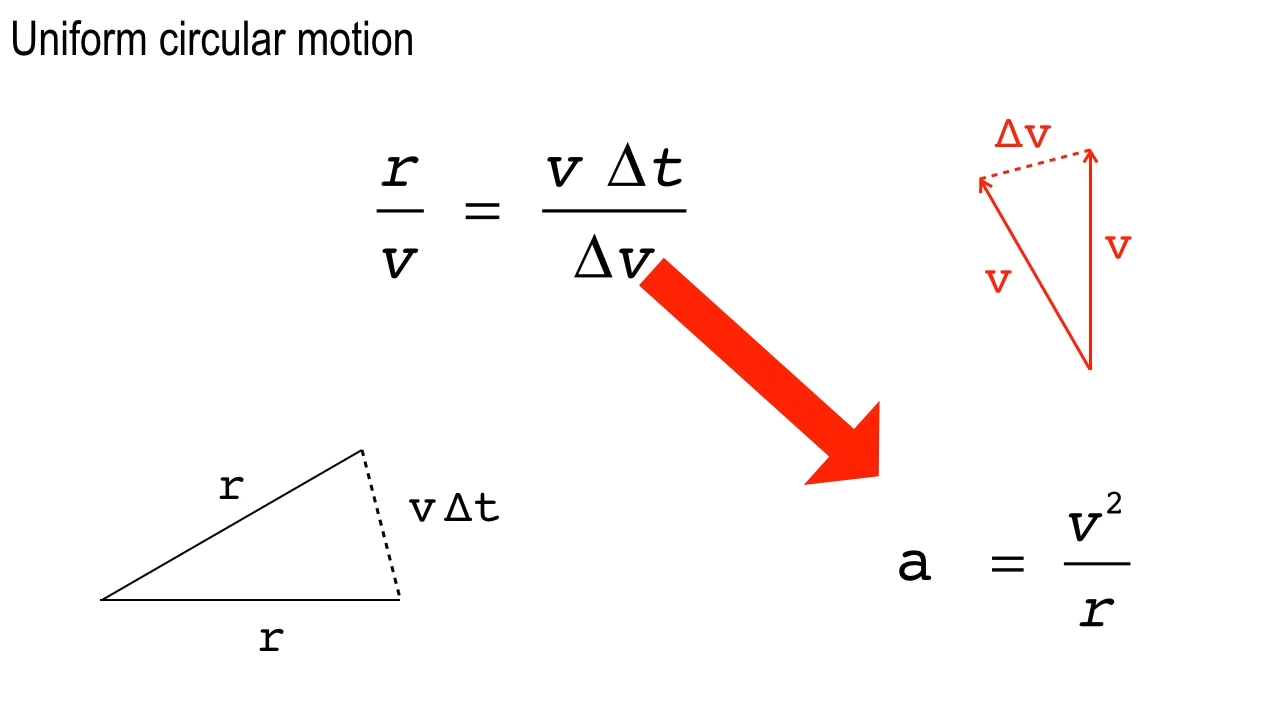 Uniform circular motion
r/v = v Δt/Δv
Δv
v
v
r
v Δt
r
a = v²/r